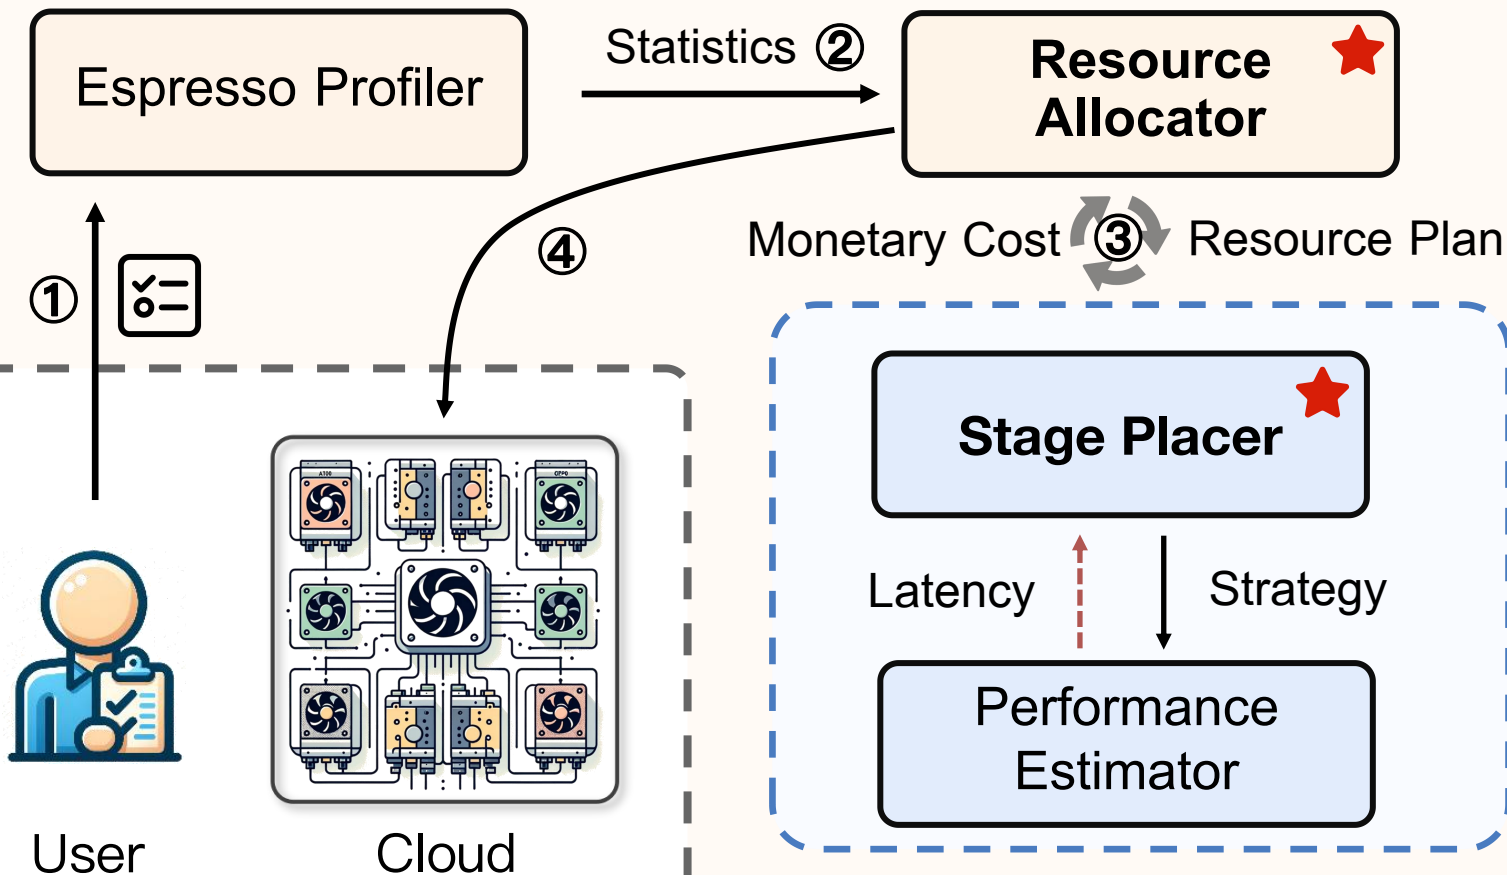 Espresso Profiler
Statistics ②
Resource
Allocator
①
④
Monetary Cost ③ Resource Plan
Stage Placer
Latency
Strategy
Performance
Estimator
User
Cloud